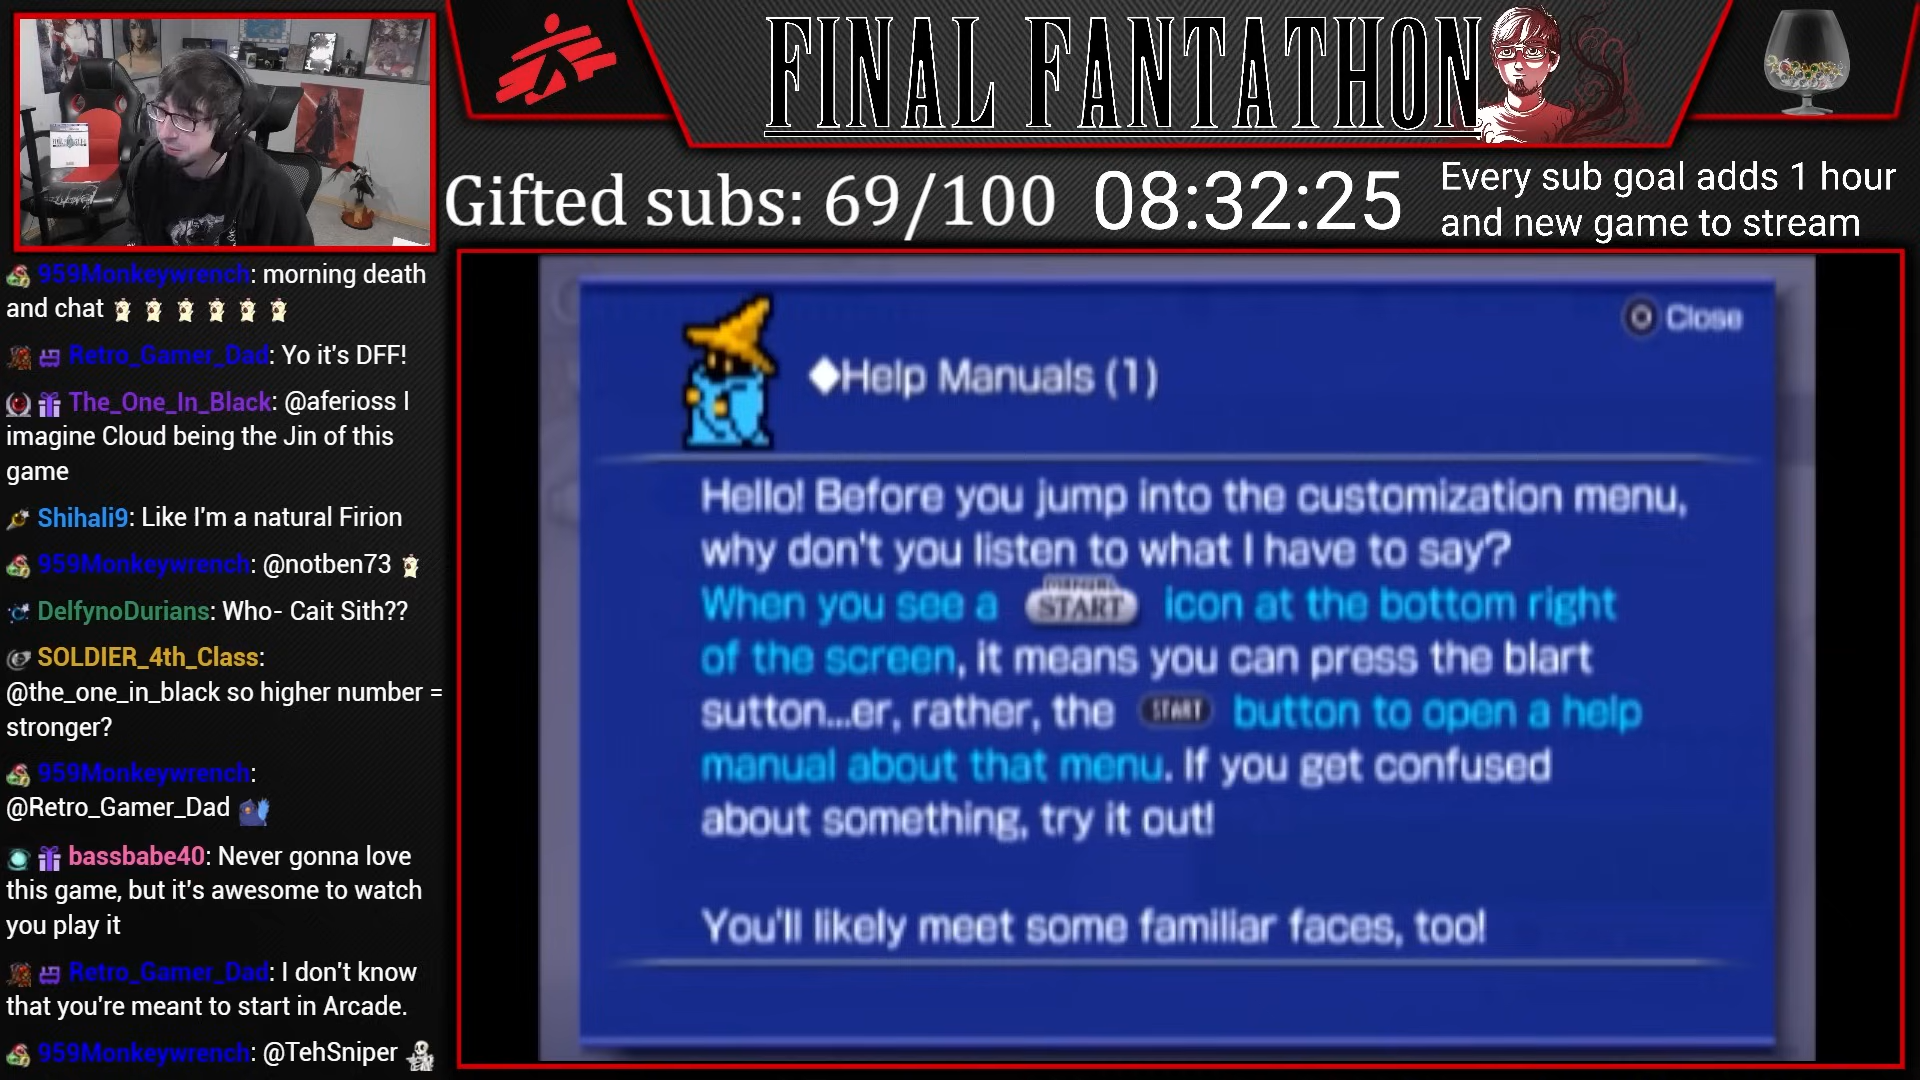 FINAL FANTATHON
Gifted subs: 69/100
08:32:25
Every sub goal adds 1 hour
and new game to stream
959Monkeywrench: morning death
and chat
Retro_Gamer_Dad: Yo it's DFF!
The_One_In_Black: @aferioss I
imagine Cloud being the Jin of this
game
Shihali9: Like I'm a natural Firion
959Monkeywrench: @notben73
DelfynoDurians: Who- Cait Sith??
SOLDIER_4th_Class:
@the_one_in_black so higher number =
stronger?
959Monkeywrench:
@Retro_Gamer_Dad
bassbabe40: Never gonna love
this game, but it's awesome to watch
you play it
Retro_Gamer_Dad: I don't know
that you're meant to start in Arcade.
959Monkeywrench: @TehSniper
Close
◆Help Manuals (1)
Hello! Before you jump into the customization menu,
why don't you listen to what I have to say?
When you see a START icon at the bottom right
of the screen, it means you can press the blart
sutton...er, rather, the START button to open a help
manual about that menu. If you get confused
about something, try it out!
You'll likely meet some familiar faces, too!